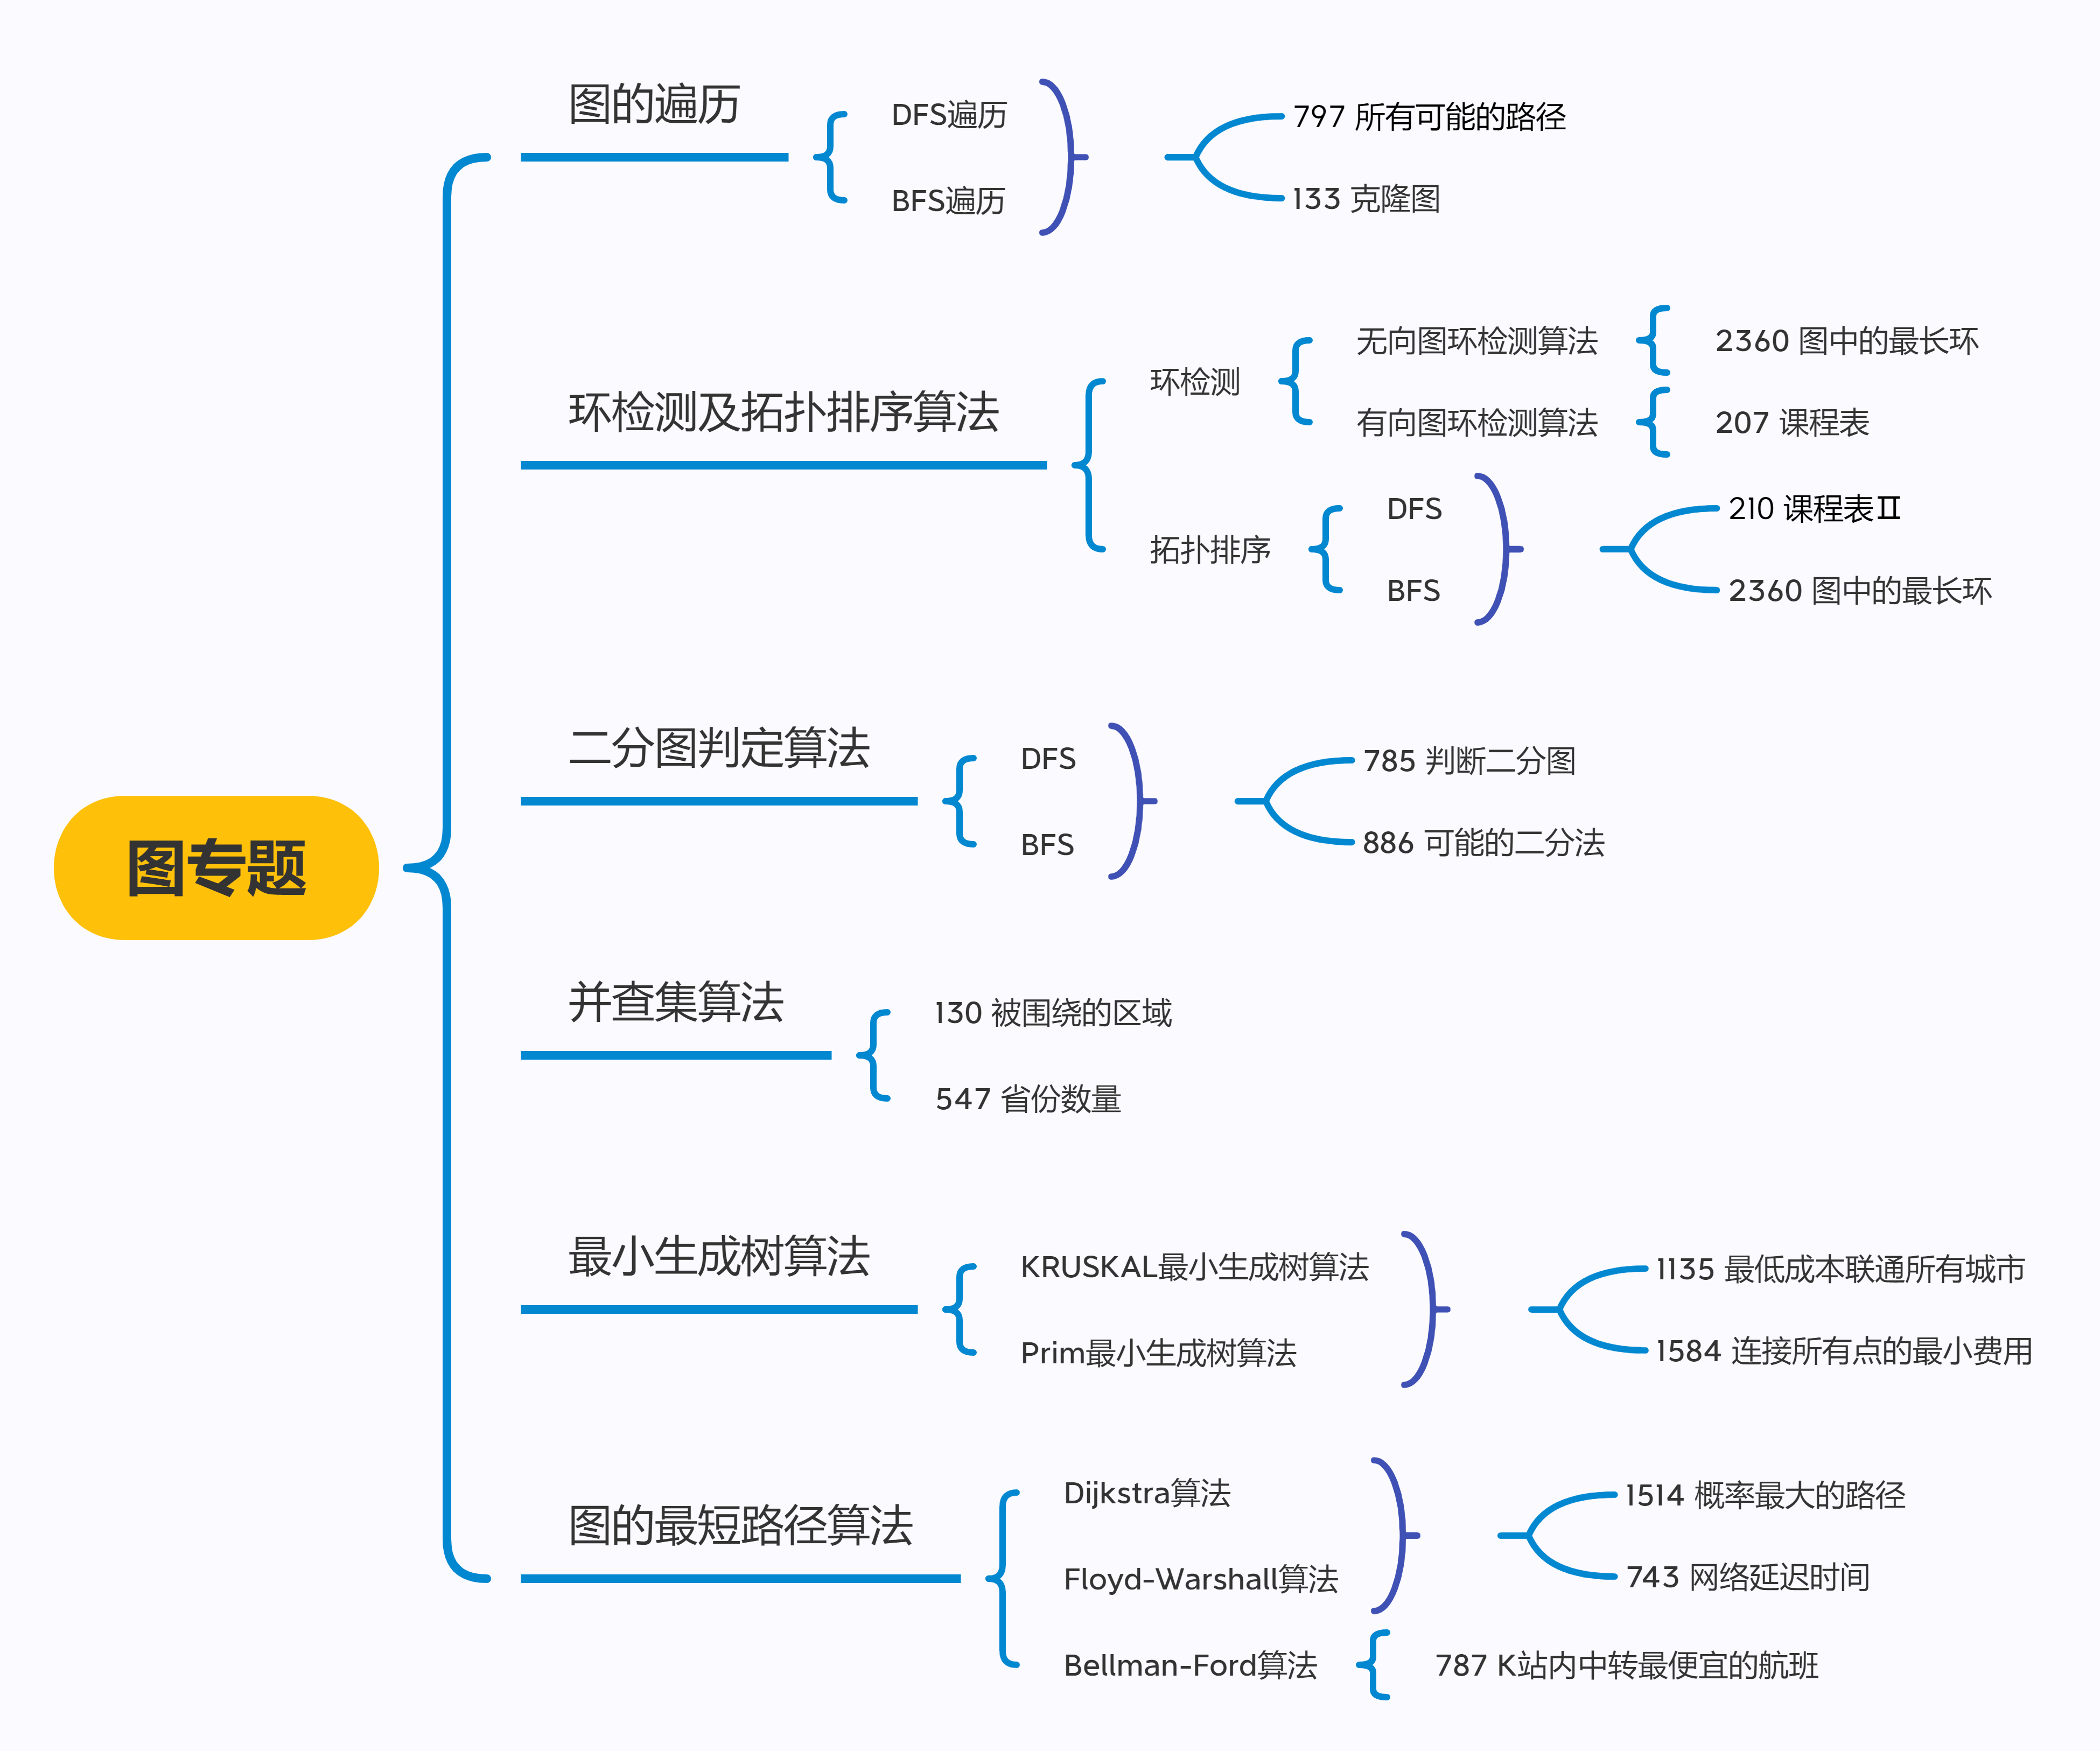 图专题
图的遍历
DFS遍历
BFS遍历
797 所有可能的路径
133 克隆图
环检测及拓扑排序算法
环检测
无向图环检测算法
2360 图中的最长环
有向图环检测算法
207 课程表
拓扑排序
DFS
BFS
210 课程表Ⅱ
2360 图中的最长环
二分图判定算法
DFS
BFS
785 判断二分图
886 可能的二分法
并查集算法
130 被围绕的区域
547 省份数量
最小生成树算法
KRUSKAL最小生成树算法
Prim最小生成树算法
1135 最低成本联通所有城市
1584 连接所有点的最小费用
图的最短路径算法
Dijkstra算法
Floyd-Warshall算法
1514 概率最大的路径
743 网络延迟时间
Bellman-Ford算法
787 K站内中转最便宜的航班